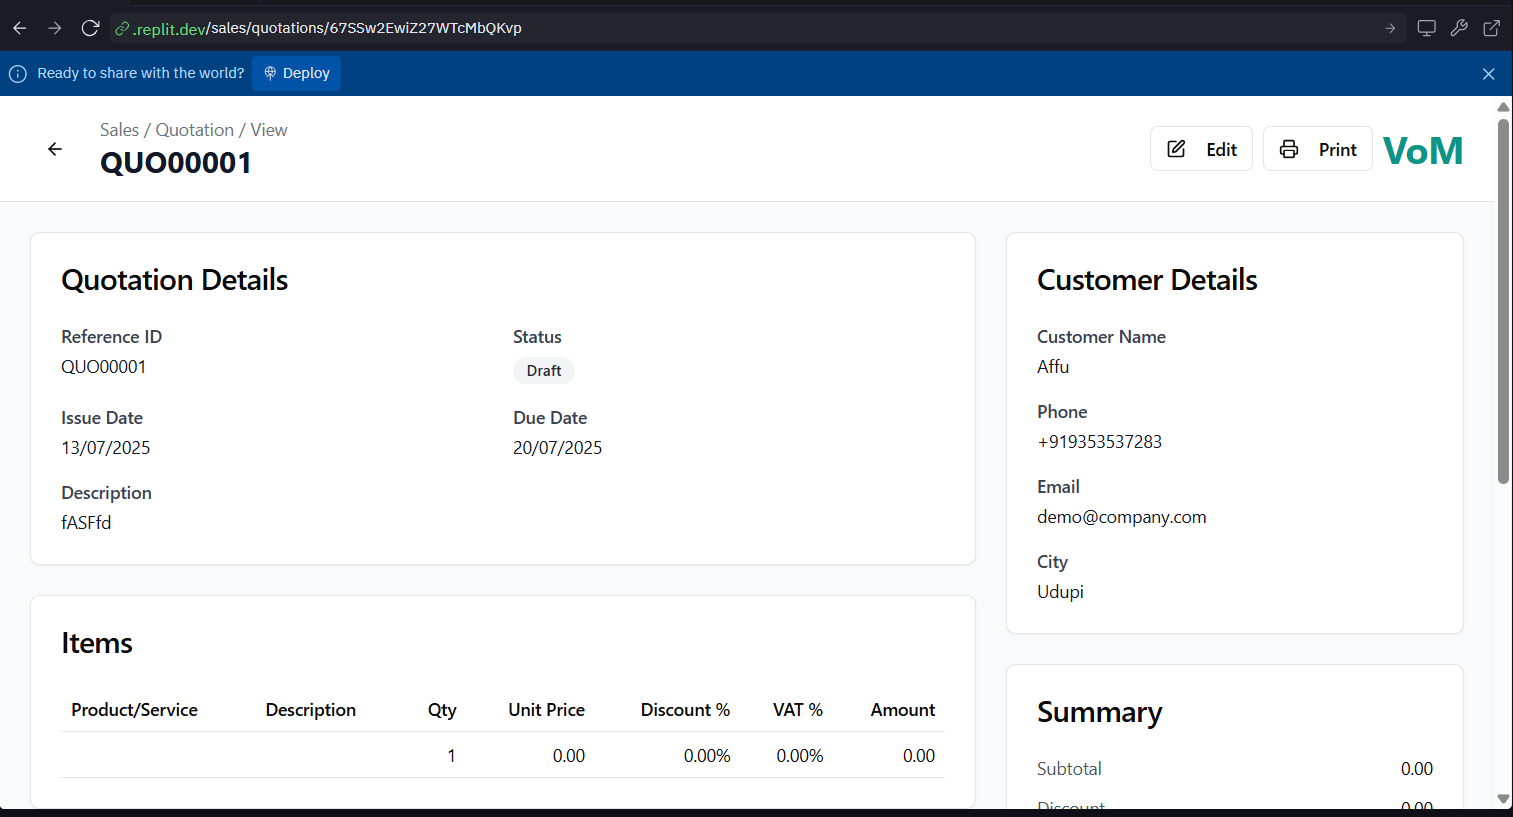 .replit.dev/sales/quotations/67SSw2EwiZ27WTcMbQKvp
Ready to share with the world? Deploy
Sales / Quotation / View
QUO00001
Edit Print VoM
Quotation Details
Reference ID Status
QUO00001 Draft
Issue Date Due Date
13/07/2025 20/07/2025
Description
fASFfd
Customer Details
Customer Name
Affu
Phone
+919353537283
Email
demo@company.com
City
Udupi
Items
Product/Service Description Qty Unit Price Discount % VAT % Amount
1 0.00 0.00% 0.00% 0.00
Summary
Subtotal 0.00
Discount 0.00